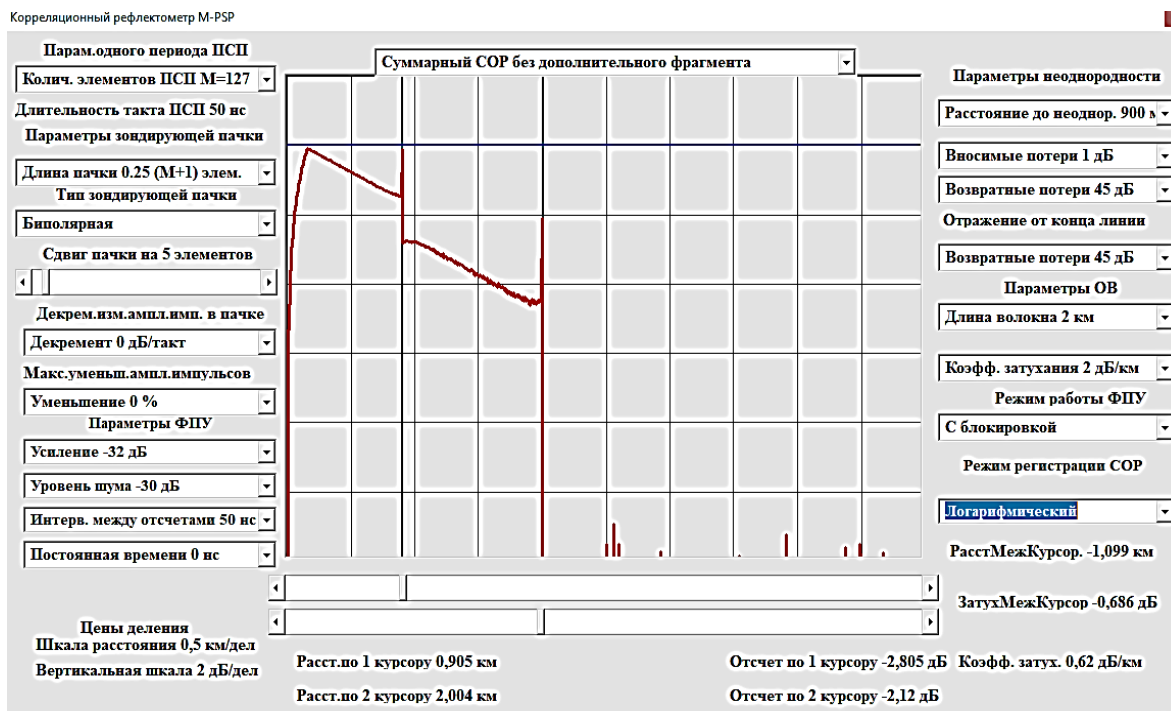 Корреляционный рефлектометр M-PSP
Парам.одного периода ПСП
Колич. элементов ПСП М=127
Длительность такта ПСП 50 нс
Параметры зондирующей пачки
Длина пачки 0.25 (М+1) элем.
Тип зондирующей пачки
Биполярная
Сдвиг пачки на 5 элементов
Декрем.изм.ампл.имп. в пачке
Декремент 0 дБ/такт
Макс.уменьш.ампл.импульсов
Уменьшение 0 %
Параметры ФПУ
Усиление -32 дБ
Уровень шума -30 дБ
Интерв. между отсчетами 50 нс
Постоянная времени 0 нс
Цены деления
Шкала расстояния 0,5 км/дел
Вертикальная шкала 2 дБ/дел
Суммарный СОР без дополнительного фрагмента
Расст.по 1 курсору 0,905 км
Расст.по 2 курсору 2,004 км
Отсчет по 1 курсору -2,805 дБ
Отсчет по 2 курсору -2,12 дБ
Параметры неоднородности
Расстояние до неоднор. 900 м
Вносимые потери 1 дБ
Возвратные потери 45 дБ
Отражение от конца линии
Возвратные потери 45 дБ
Параметры ОВ
Длина волокна 2 км
Коэфф. затухания 2 дБ/км
Режим работы ФПУ
С блокировкой
Режим регистрации СОР
Логарифмический
РасстМежКурсор. -1,099 км
ЗатухМежКурсор -0,686 дБ
Коэфф. затух. 0,62 дБ/км